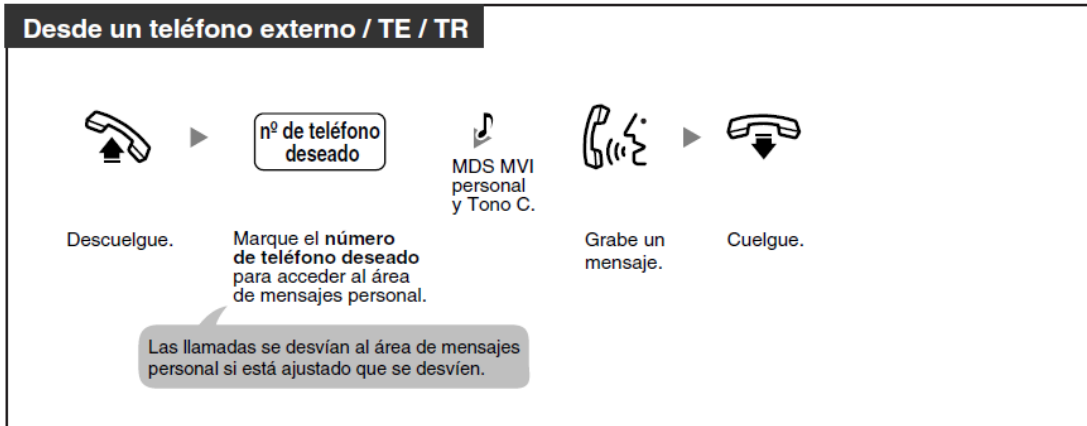 Desde un teléfono externo / TE / TR
nº de teléfono
deseado
MDS MVI
personal
y Tono C.
Descuelgue.
Marque el número
de teléfono deseado
para acceder al área
de mensajes personal.
Grabe un
mensaje.
Cuelgue.
Las llamadas se desvían al área de mensajes
personal si está ajustado que se desvíen.